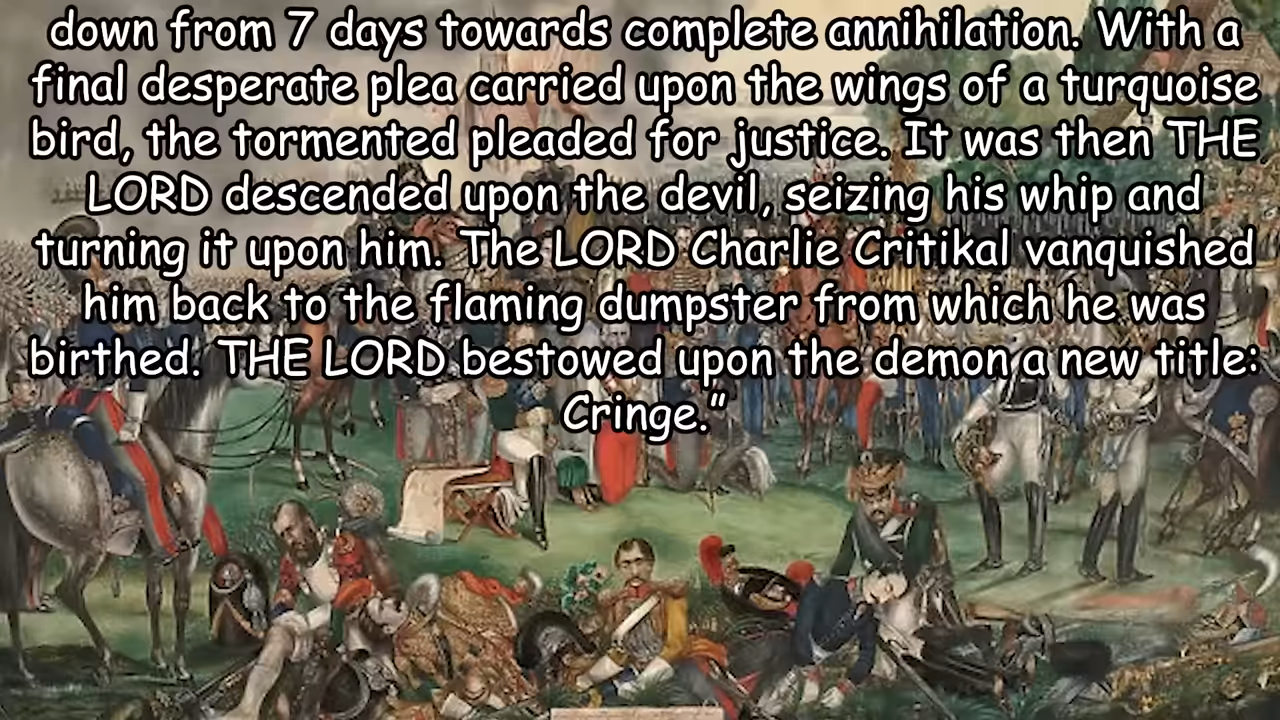 down from 7 days towards complete annihilation. With a
final desperate plea carried upon the wings of a turquoise
bird, the tormented pleaded for justice. It was then THE
LORD descended upon the devil, seizing his whip and
turning it upon him. The LORD Charlie Critikal vanquished
him back to the flaming dumpster from which he was
birthed. THE LORD bestowed upon the demon a new title:
Cringe.”